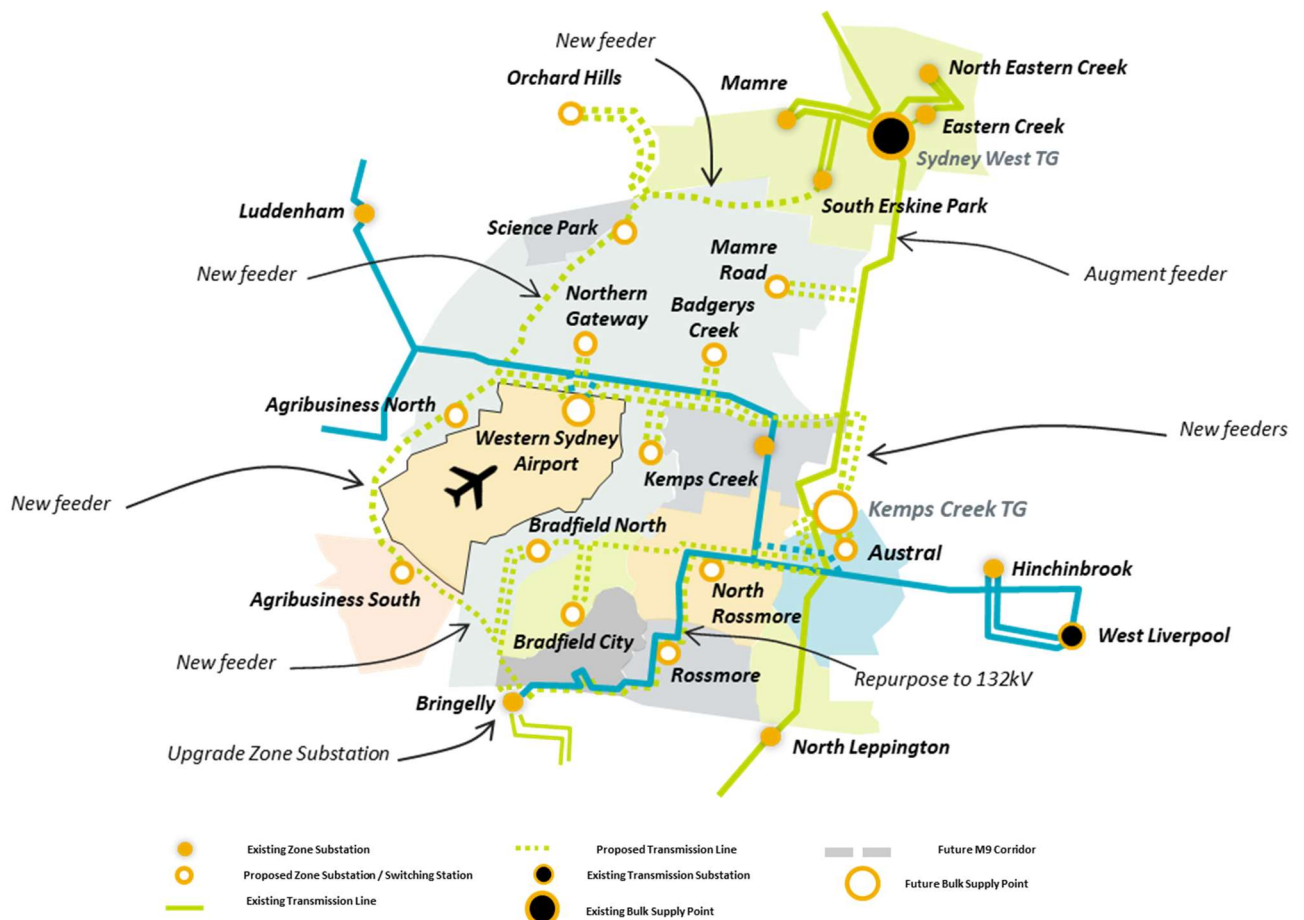 New feeder
Orchard Hills
Mamre
North Eastern Creek
Eastern Creek
Sydney West TG
Luddenham
South Erskine Park
Science Park
Mamre
Road
New feeder
Augment feeder
Northern
Gateway
Badgerys
Creek
Agribusiness North
Western Sydney
Airport
New feeders
Kemps Creek
New feeder
Kemps Creek TG
Bradfield North
Austral
Hinchinbrook
Agribusiness South
North
Rossmore
Bradfield City
West Liverpool
New feeder
Rossmore
Repurpose to 132kV
Bringelly
North Leppington
Upgrade Zone Substation
Existing Zone Substation
Proposed Transmission Line
Future M9 Corridor
Proposed Zone Substation / Switching Station
Existing Transmission Substation
Future Bulk Supply Point
Existing Transmission Line
Existing Bulk Supply Point